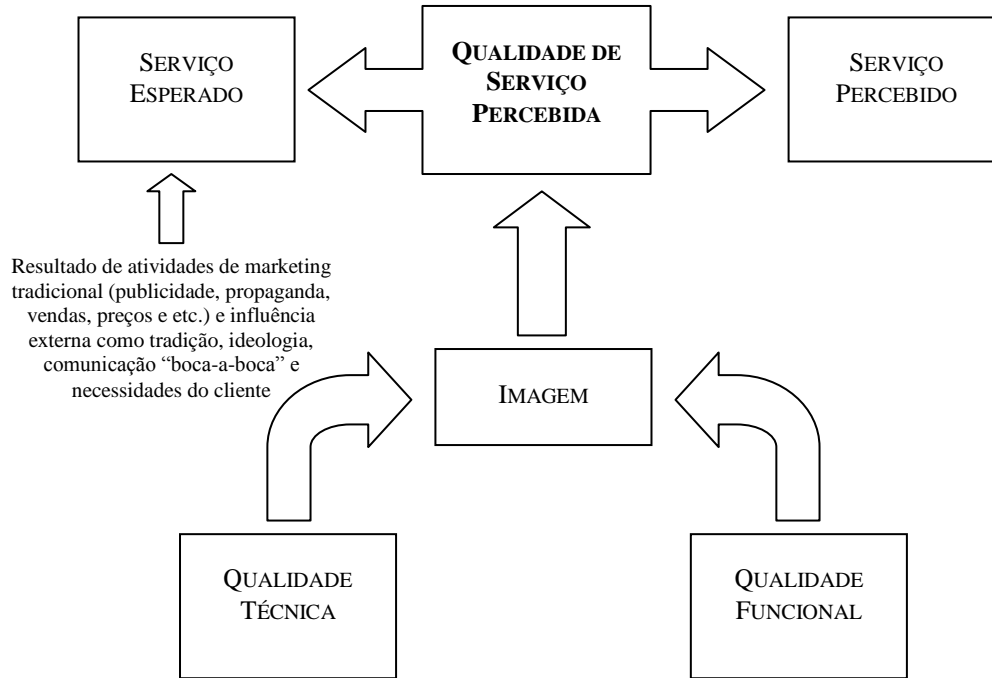 SERVIÇO
ESPERADO
QUALIDADE DE
SERVIÇO
PERCEBIDA
SERVIÇO
PERCEBIDO
Resultado de atividades de marketing
tradicional (publicidade, propaganda,
vendas, preços e etc.) e influência
externa como tradição, ideologia,
comunicação “boca-a-boca” e
necessidades do cliente
IMAGEM
QUALIDADE
TÉCNICA
QUALIDADE
FUNCIONAL